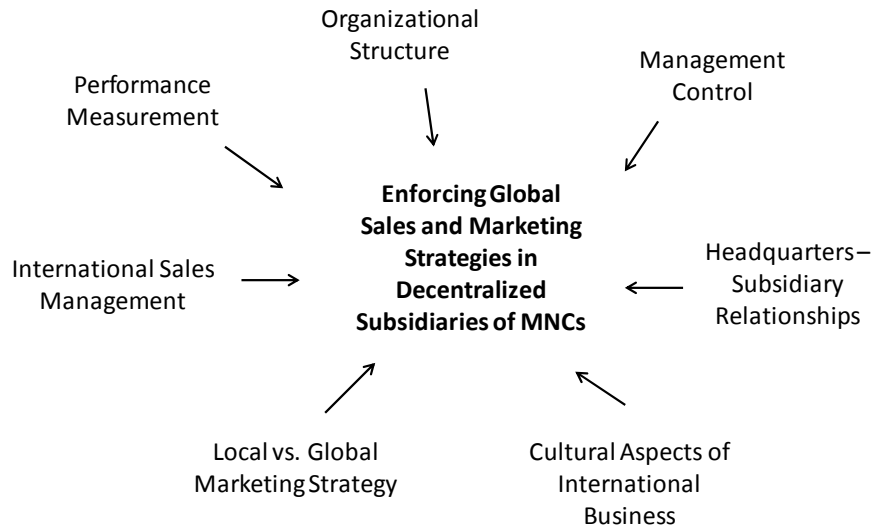 Organizational
Structure
Management
Control
Performance
Measurement
Enforcing Global
Sales and Marketing
Strategies in
Decentralized
Subsidiaries of MNCs
International Sales
Management
Headquarters–
Subsidiary
Relationships
Local vs. Global
Marketing Strategy
Cultural Aspects of
International
Business